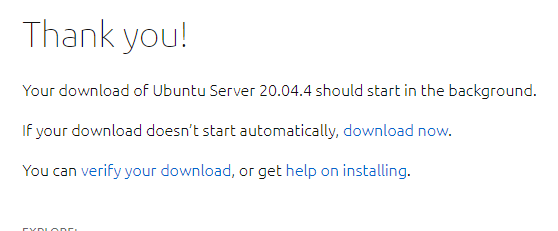 Thank you!
Your download of Ubuntu Server 20.04.4 should start in the background.
If your download doesn’t start automatically, download now.
You can verify your download, or get help on installing.
EXPLORE: